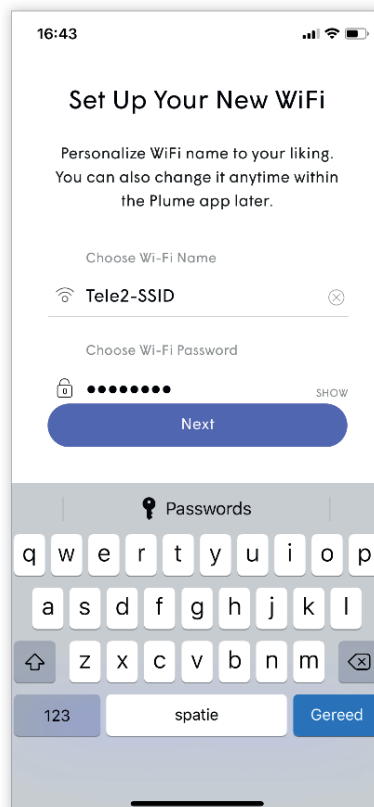 16:43
Set Up Your New WiFi
Personalize WiFi name to your liking.
You can also change it anytime within
the Plume app later.
Choose Wi-Fi Name
Tele2-SSID
Choose Wi-Fi Password
●●●●●●●●
SHOW
Next
Passwords
q w e r t y u i o p
a s d f g h j k l
z x c v b n m
123 spatie Gereed